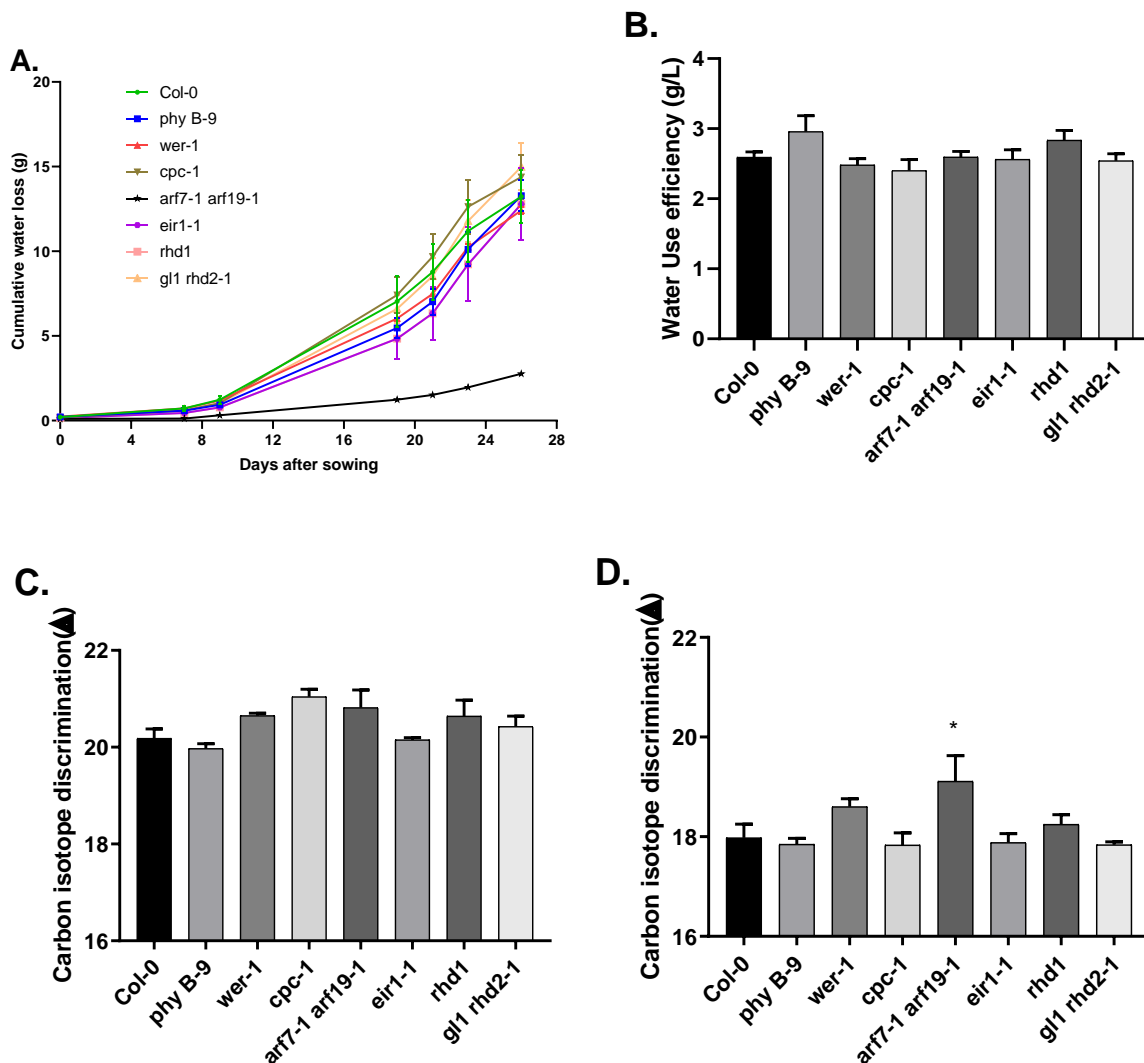 A.
Cumulative water loss (g)
20
15
10
5
0
0 4 8 12 16 20 24 28
Days after sowing
Col-0
phy B-9
wer-1
cpc-1
arf7-1 arf19-1
eir1-1
rhd1
gl1 rhd2-1
B.
Water Use efficiency (g/L)
4
3
2
1
0
Col-0
phy B-9
wer-1
cpc-1
arf7-1 arf19-1
eir1-1
rhd1
gl1 rhd2-1
C.
Carbon isotope discrimination(Δ)
22
20
18
16
Col-0
phy B-9
wer-1
cpc-1
arf7-1 arf19-1
eir1-1
rhd1
gl1 rhd2-1
D.
Carbon isotope discrimination(Δ)
22
20
18
16
*
Col-0
phy B-9
wer-1
cpc-1
arf7-1 arf19-1
eir1-1
rhd1
gl1 rhd2-1